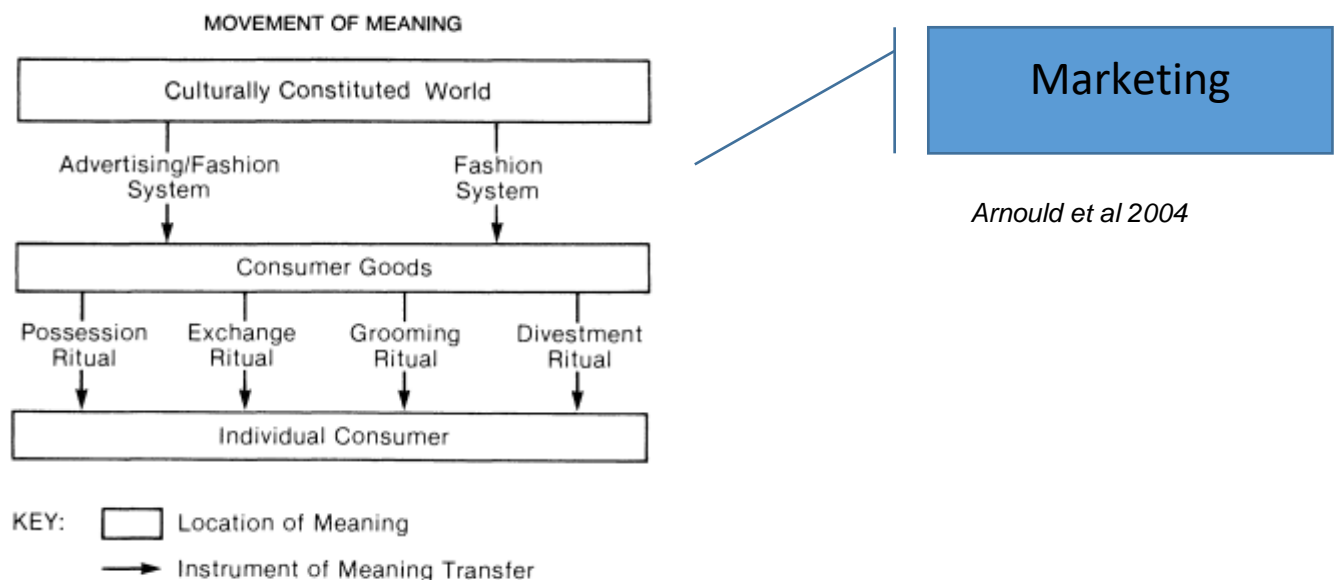 MOVEMENT OF MEANING
Culturally Constituted World
Advertising/Fashion
System
Fashion
System
Consumer Goods
Possession
Ritual
Exchange
Ritual
Grooming
Ritual
Divestment
Ritual
Individual Consumer
KEY:
Location of Meaning
Instrument of Meaning Transfer
Marketing
Arnould et al 2004